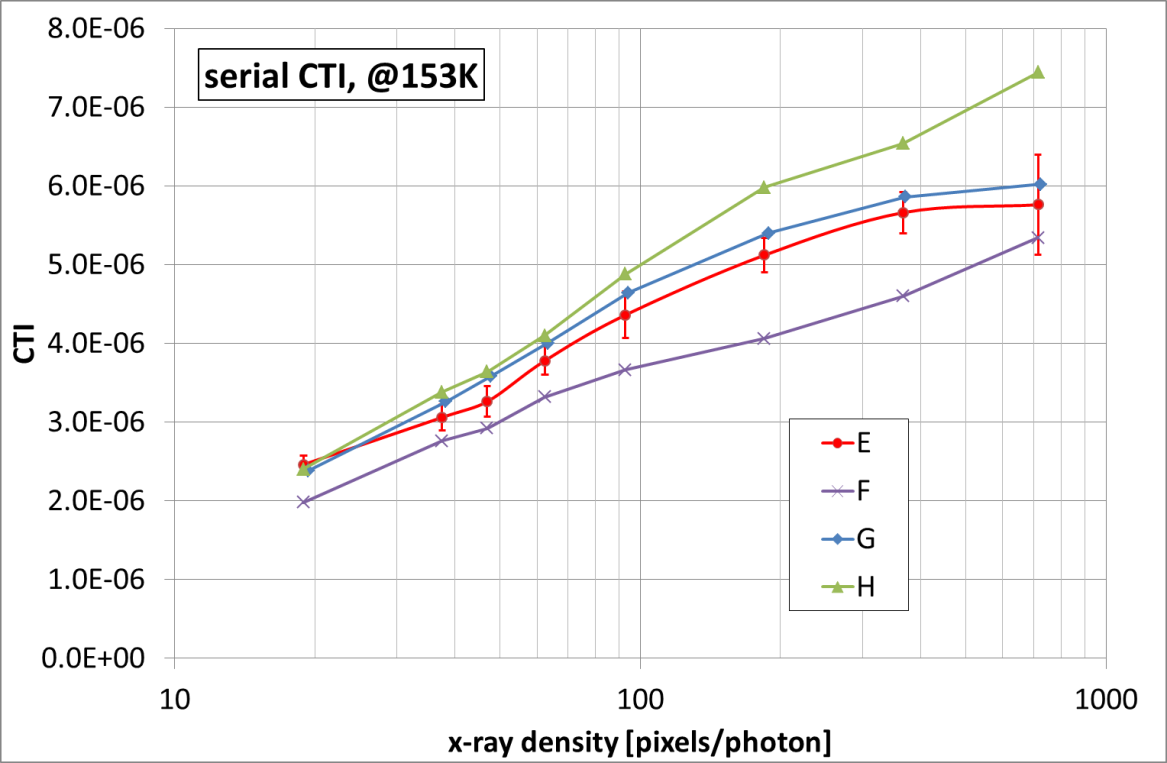 8.0E-06
serial CTI, @153K
7.0E-06
6.0E-06
5.0E-06
4.0E-06
CTI
3.0E-06
2.0E-06
1.0E-06
0.0E+00
E
F
G
H
10
100
1000
x-ray density [pixels/photon]